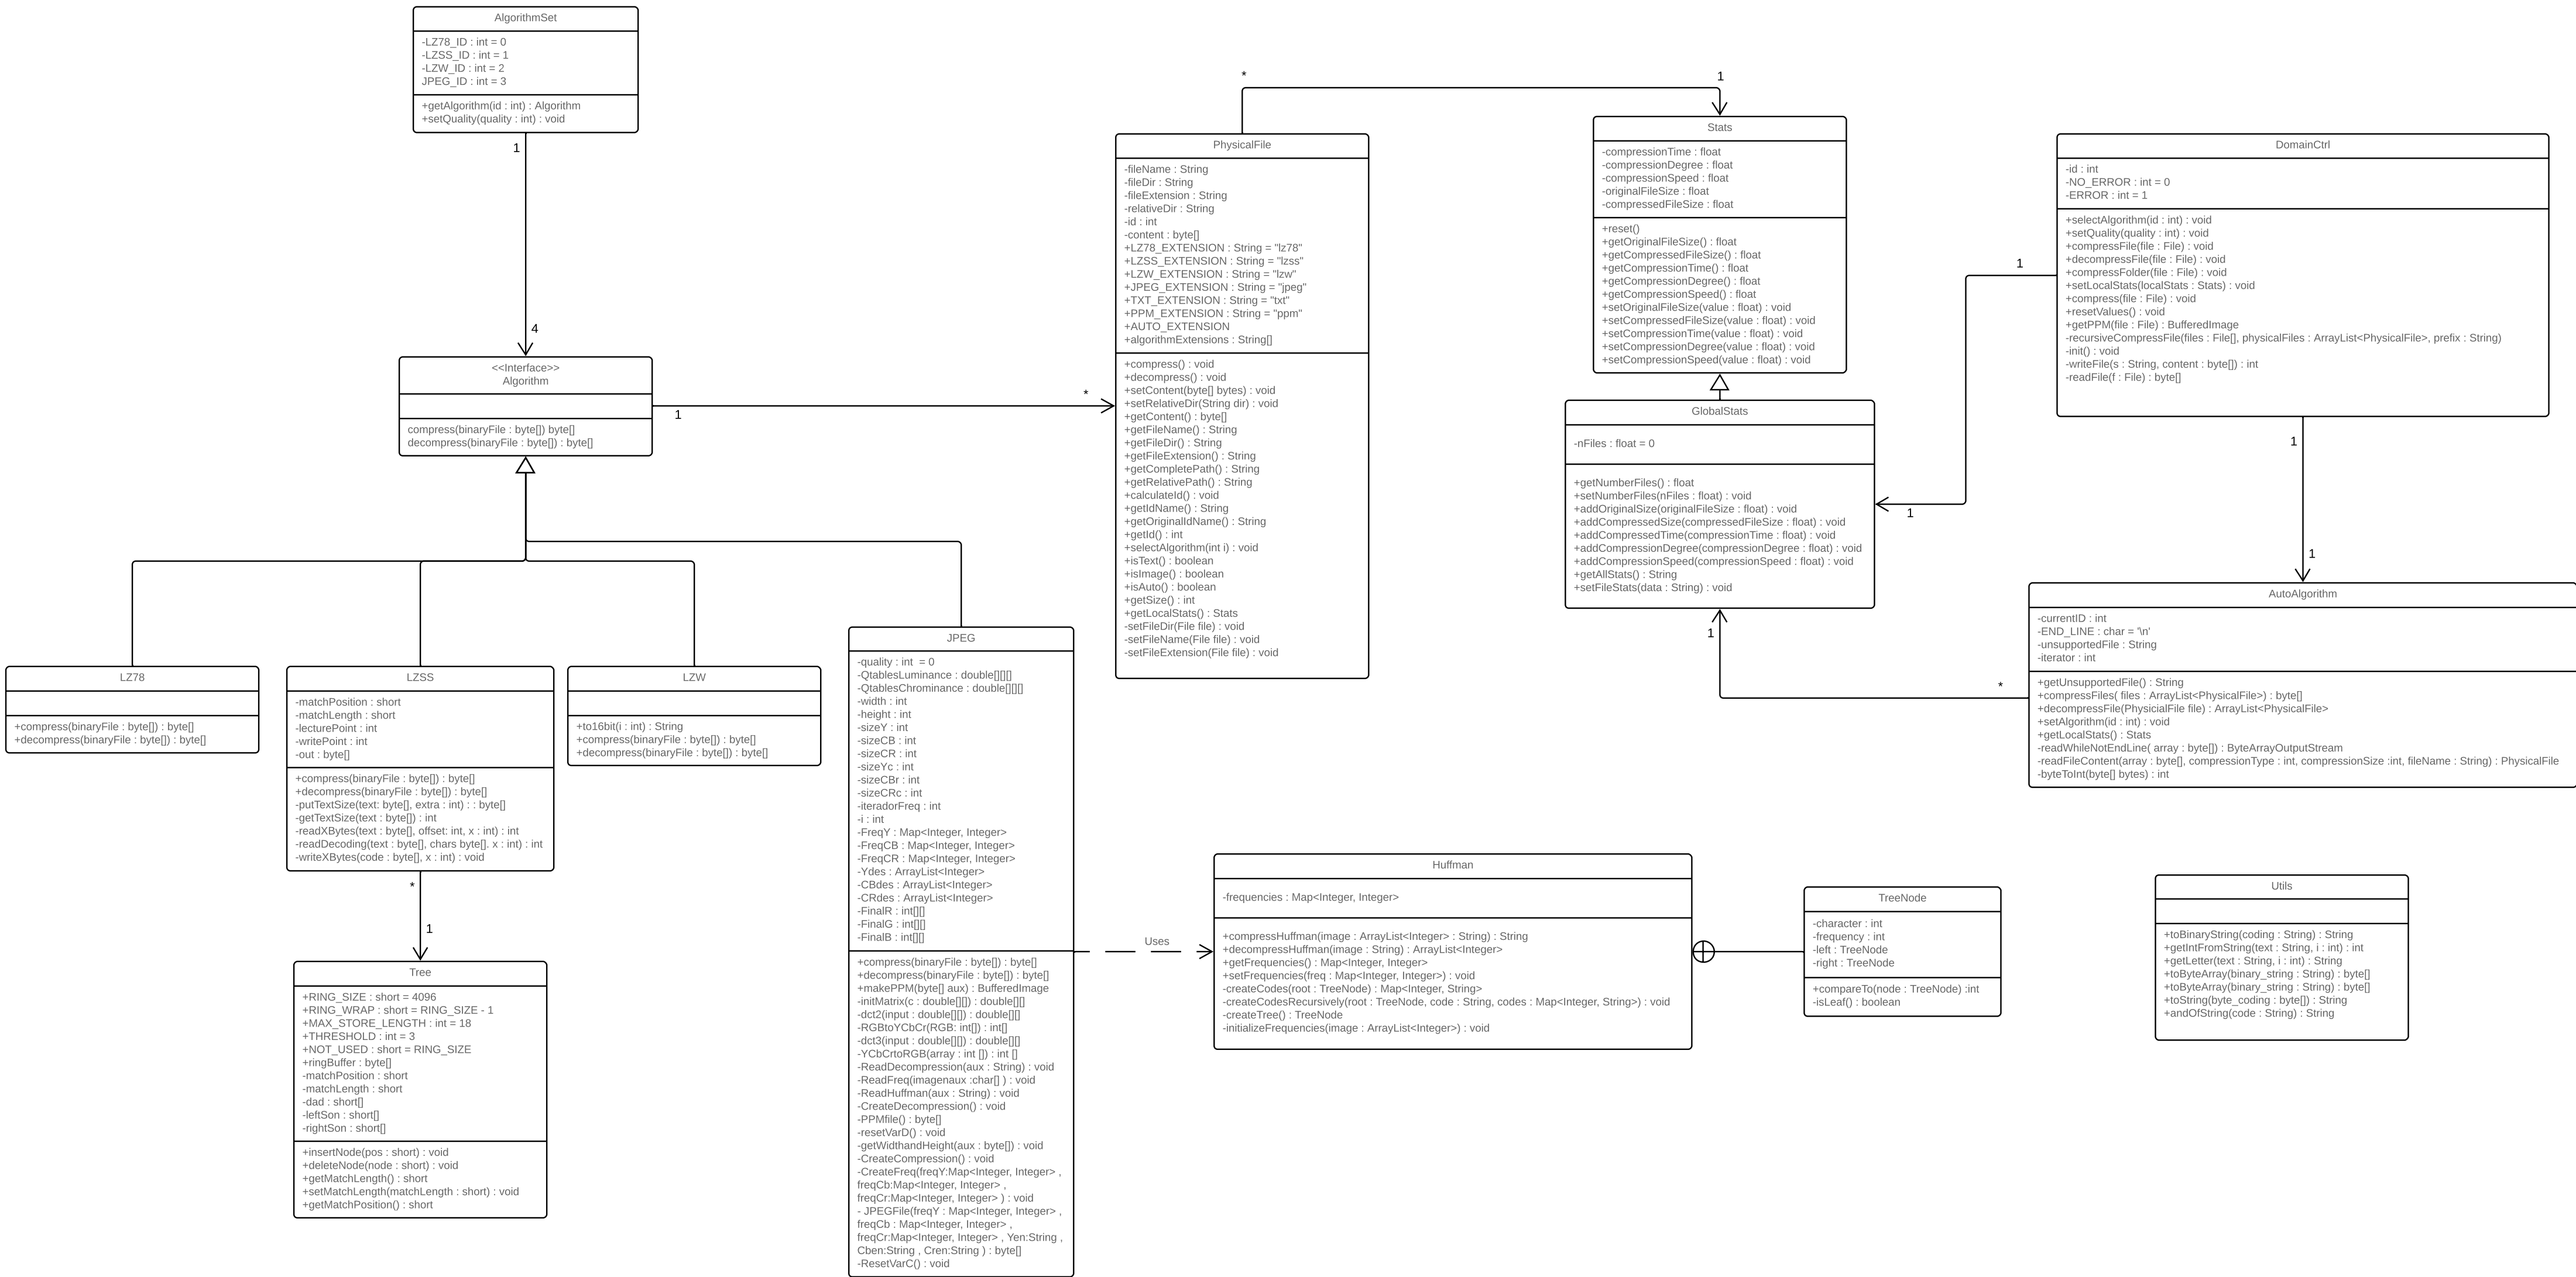 AlgorithmSet
-LZ78_ID : int = 0
-LZSS_ID : int = 1
-LZW_ID : int = 2
JPEG_ID : int = 3
+getAlgorithm(id : int) : Algorithm
+setQuality(quality : int) : void
1
4
<<Interface>>
Algorithm
compress(binaryFile : byte[]) byte[]
decompress(binaryFile : byte[]) : byte[]
1
*
LZ78
+compress(binaryFile : byte[]) : byte[]
+decompress(binaryFile : byte[]) : byte[]
LZSS
-matchPosition : short
-matchLength : short
-lecturePoint : int
-writePoint : int
-out : byte[]
+compress(binaryFile : byte[]) : byte[]
+decompress(binaryFile : byte[]) : byte[]
-putTextSize(text: byte[], extra : int) : : byte[]
-getTextSize(text : byte[]) : int
-readXBytes(text : byte[], offset: int, x : int) : int
-readDecoding(text : byte[], chars byte[]. x : int) : int
-writeXBytes(code : byte[], x : int) : void
*
1
Tree
+RING_SIZE : short = 4096
+RING_WRAP : short = RING_SIZE - 1
+MAX_STORE_LENGTH : int = 18
+THRESHOLD : int = 3
+NOT_USED : short = RING_SIZE
+ringBuffer : byte[]
-matchPosition : short
-matchLength : short
-dad : short[]
-leftSon : short[]
-rightSon : short[]
+insertNode(pos : short) : void
+deleteNode(node : short) : void
+getMatchLength() : short
+setMatchLength(matchLength : short) : void
+getMatchPosition() : short
LZW
+to16bit(i : int) : String
+compress(binaryFile : byte[]) : byte[]
+decompress(binaryFile : byte[]) : byte[]
JPEG
-quality : int  = 0
-QtablesLuminance : double[][][]
-QtablesChrominance : double[][][]
-width : int
-height : int
-sizeY : int
-sizeCB : int
-sizeCR : int
-sizeYc : int
-sizeCBr : int
-sizeCRc : int
-iteradorFreq : int
-i : int
-FreqY : Map<Integer, Integer>
-FreqCB : Map<Integer, Integer>
-FreqCR : Map<Integer, Integer>
-Ydes : ArrayList<Integer>
-CBdes : ArrayList<Integer>
-CRdes : ArrayList<Integer>
-FinalR : int[][]
-FinalG : int[][]
-FinalB : int[][]
+compress(binaryFile : byte[]) : byte[]
+decompress(binaryFile : byte[]) : byte[]
+makePPM(byte[] aux) : BufferedImage
-initMatrix(c : double[][]) : double[][]
-dct2(input : double[][]) : double[][]
-RGBtoYCbCr(RGB: int[]) : int[]
-dct3(input : double[][]) : double[][]
-YCbCrtoRGB(array : int []) : int []
-ReadDecompression(aux : String) : void
-ReadFreq(imagenaux :char[] ) : void
-ReadHuffman(aux : String) : void
-CreateDecompression() : void
-PPMfile() : byte[]
-resetVarD() : void
-getWidthandHeight(aux : byte[]) : void
-CreateCompression() : void
-CreateFreq(freqY:Map<Integer, Integer> ,
freqCb:Map<Integer, Integer> ,
freqCr:Map<Integer, Integer> ) : void
- JPEGFile(freqY : Map<Integer, Integer> ,
freqCb : Map<Integer, Integer> ,
freqCr:Map<Integer, Integer> , Yen:String ,
Cben:String , Cren:String ) : byte[]
-ResetVarC() : void
Uses
PhysicalFile
-fileName : String
-fileDir : String
-fileExtension : String
-relativeDir : String
-id : int
-content : byte[]
+LZ78_EXTENSION : String = "lz78"
+LZSS_EXTENSION : String = "lzss"
+LZW_EXTENSION : String = "lzw"
+JPEG_EXTENSION : String = "jpeg"
+TXT_EXTENSION : String = "txt"
+PPM_EXTENSION : String = "ppm"
+AUTO_EXTENSION
+algorithmExtensions : String[]
+compress() : void
+decompress() : void
+setContent(byte[] bytes) : void
+setRelativeDir(String dir) : void
+getContent() : byte[]
+getFileName() : String
+getFileDir() : String
+getFileExtension() : String
+getCompletePath() : String
+getRelativePath() : String
+calculateId() : void
+getIdName() : String
+getOriginalIdName() : String
+getId() : int
+selectAlgorithm(int i) : void
+isText() : boolean
+isImage() : boolean
+isAuto() : boolean
+getSize() : int
+getLocalStats() : Stats
-setFileDir(File file) : void
-setFileName(File file) : void
-setFileExtension(File file) : void
*
1
Stats
-compressionTime : float
-compressionDegree : float
-compressionSpeed : float
-originalFileSize : float
-compressedFileSize : float
+reset()
+getOriginalFileSize() : float
+getCompressedFileSize() : float
+getCompressionTime() : float
+getCompressionDegree() : float
+getCompressionSpeed() : float
+setOriginalFileSize(value : float) : void
+setCompressedFileSize(value : float) : void
+setCompressionTime(value : float) : void
+setCompressionDegree(value : float) : void
+setCompressionSpeed(value : float) : void
GlobalStats
-nFiles : float = 0
+getNumberFiles() : float
+setNumberFiles(nFiles : float) : void
+addOriginalSize(originalFileSize : float) : void
+addCompressedSize(compressedFileSize : float) : void
+addCompressedTime(compressionTime : float) : void
+addCompressionDegree(compressionDegree : float) : void
+addCompressionSpeed(compressionSpeed : float) : void
+getAllStats() : String
+setFileStats(data : String) : void
1
1
1
*
DomainCtrl
-id : int
-NO_ERROR : int = 0
-ERROR : int = 1
+selectAlgorithm(id : int) : void
+setQuality(quality : int) : void
+compressFile(file : File) : void
+decompressFile(file : File) : void
+compressFolder(file : File) : void
+setLocalStats(localStats : Stats) : void
+compress(file : File) : void
+resetValues() : void
+getPPM(file : File) : BufferedImage
-recursiveCompressFile(files : File[], physicalFiles : ArrayList<PhysicalFile>, prefix : String)
-init() : void
-writeFile(s : String, content : byte[]) : int
-readFile(f : File) : byte[]
1
1
AutoAlgorithm
-currentID : int
-END_LINE : char = '\n'
-unsupportedFile : String
-iterator : int
+getUnsupportedFile() : String
+compressFiles( files : ArrayList<PhysicalFile>) : byte[]
+decompressFile(PhysicialFile file) : ArrayList<PhysicalFile>
+setAlgorithm(id : int) : void
+getLocalStats() : Stats
-readWhileNotEndLine( array : byte[]) : ByteArrayOutputStream
-readFileContent(array : byte[], compressionType : int, compressionSize :int, fileName : String) : PhysicalFile
-byteToInt(byte[] bytes) : int
Huffman
-frequencies : Map<Integer, Integer>
+compressHuffman(image : ArrayList<Integer> : String) : String
+decompressHuffman(image : String) : ArrayList<Integer>
+getFrequencies() : Map<Integer, Integer>
+setFrequencies(freq : Map<Integer, Integer>) : void
-createCodes(root : TreeNode) : Map<Integer, String>
-createCodesRecursively(root : TreeNode, code : String, codes : Map<Integer, String>) : void
-createTree() : TreeNode
-initializeFrequencies(image : ArrayList<Integer>) : void
TreeNode
-character : int
-frequency : int
-left : TreeNode
-right : TreeNode
+compareTo(node : TreeNode) :int
-isLeaf() : boolean
Utils
+toBinaryString(coding : String) : String
+getIntFromString(text : String, i : int) : int
+getLetter(text : String, i : int) : String
+toByteArray(binary_string : String) : byte[]
+toByteArray(binary_string : String) : byte[]
+toString(byte_coding : byte[]) : String
+andOfString(code : String) : String